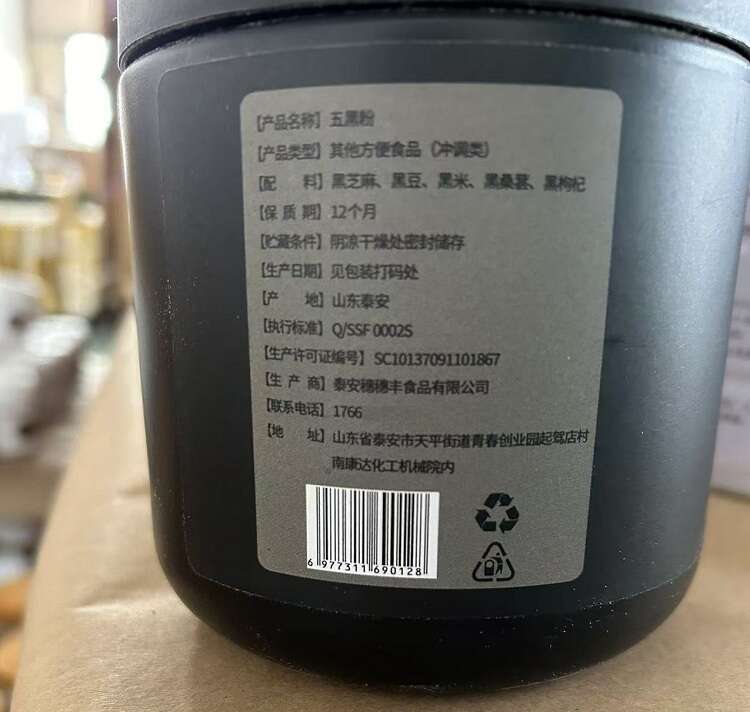 【产品名称】五黑粉
【产品类型】其他方便食品（冲调类）
【配 料】黑芝麻、黑豆、黑米、黑桑葚、黑枸杞
【保 质 期】12个月
【贮藏条件】阴凉干燥处密封储存
【生产日期】见包装打码处
【产 地】山东泰安
【执行标准】Q/SSF 0002S
【生产许可证编号】SC10137091101867
【生 产 商】泰安穗穗丰食品有限公司
【联系电话】1766
【地 址】山东省泰安市天平街道青春创业园起驾店村
南康达化工机械院内
6 977311 690128